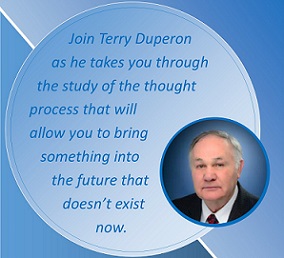 Join Terry Duperon
as he takes you through
the study of the thought
process that will
allow you to bring
something into
the future that
doesn't exist
now.